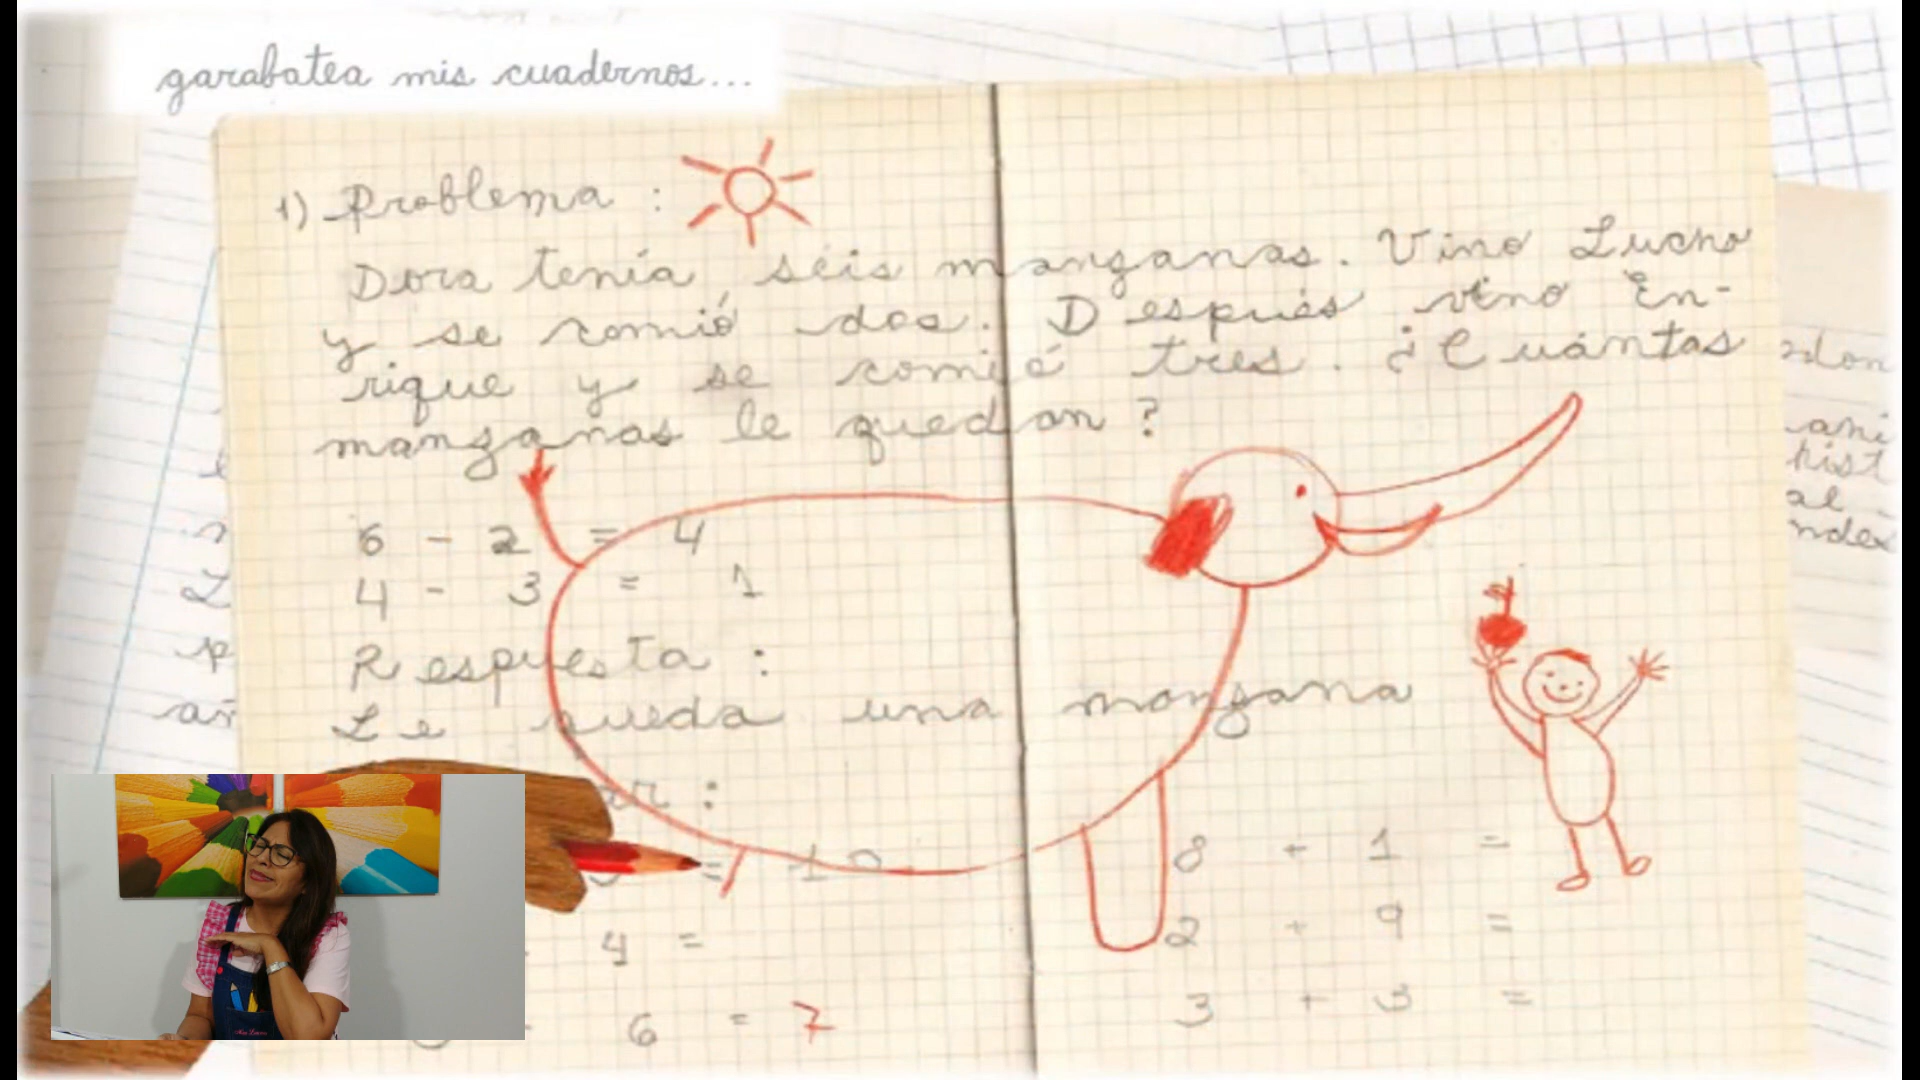 garabatea mis cuadernos...
1) Problema :
Dora tenía seis manzanas. Vino Lucho
y se comió dos. Después vino En-
rique y se comió tres. ¿Cuántas
manzanas le quedan?
6 - 2 = 4
4 - 3 = 1
Respuesta :
Le queda una manzana
ar :
= 10
8 + 1 =
4 =
2 + 9 =
6 = 7
3 + 3 =